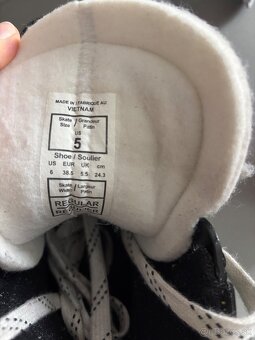 MADE IN / FABRIQUÉ AU
VIETNAM
Skate Size / Grandeur Patin
US
5
Shoe / Soulier
US EUR UK cm
6 38.5 5.5 24.3
Skate Width / Largeur Patin
REGULAR